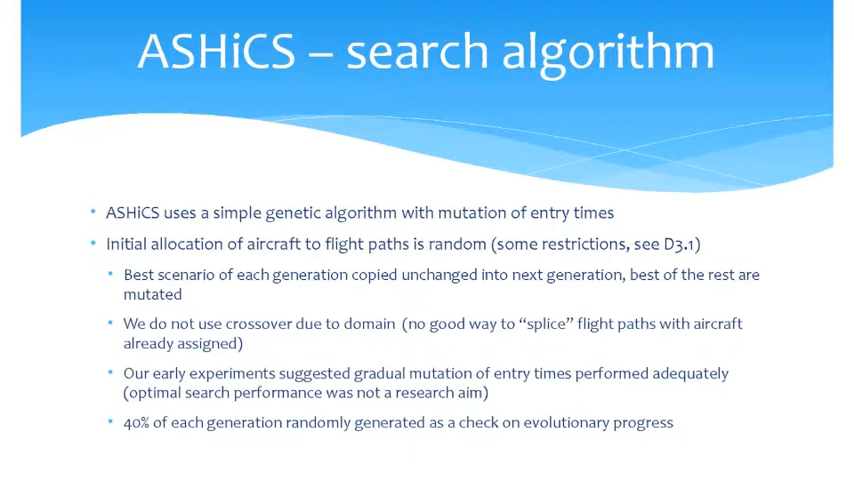 ASHiCS – search algorithm
• ASHiCS uses a simple genetic algorithm with mutation of entry times
• Initial allocation of aircraft to flight paths is random (some restrictions, see D3.1)
• Best scenario of each generation copied unchanged into next generation, best of the rest are
mutated
• We do not use crossover due to domain (no good way to “splice” flight paths with aircraft
already assigned)
• Our early experiments suggested gradual mutation of entry times performed adequately
(optimal search performance was not a research aim)
• 40% of each generation randomly generated as a check on evolutionary progress